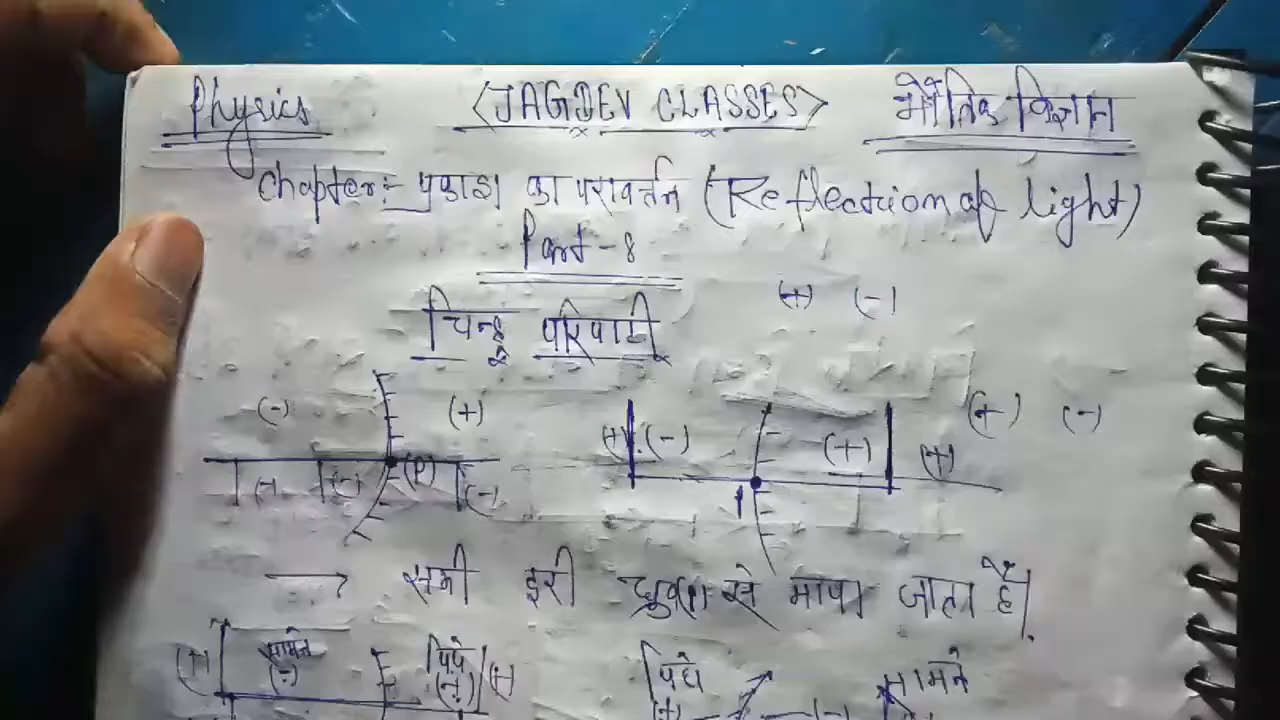 Physics <JAGDEV CLASSES> भौतिक विज्ञान
Chapter:- प्रकाश का परावर्तन (Reflection of light)
Part-8
(+) (-)
चिन्ह परिपाटी
(-) (+) (+) (-) (+) (+) (-)
(-) (-) (P) (-) (+)
P
→ सभी दूरी ध्रुव से मापा जाता है।
(+) सामने (-) (+)
पिछे सामने
(+) (-)